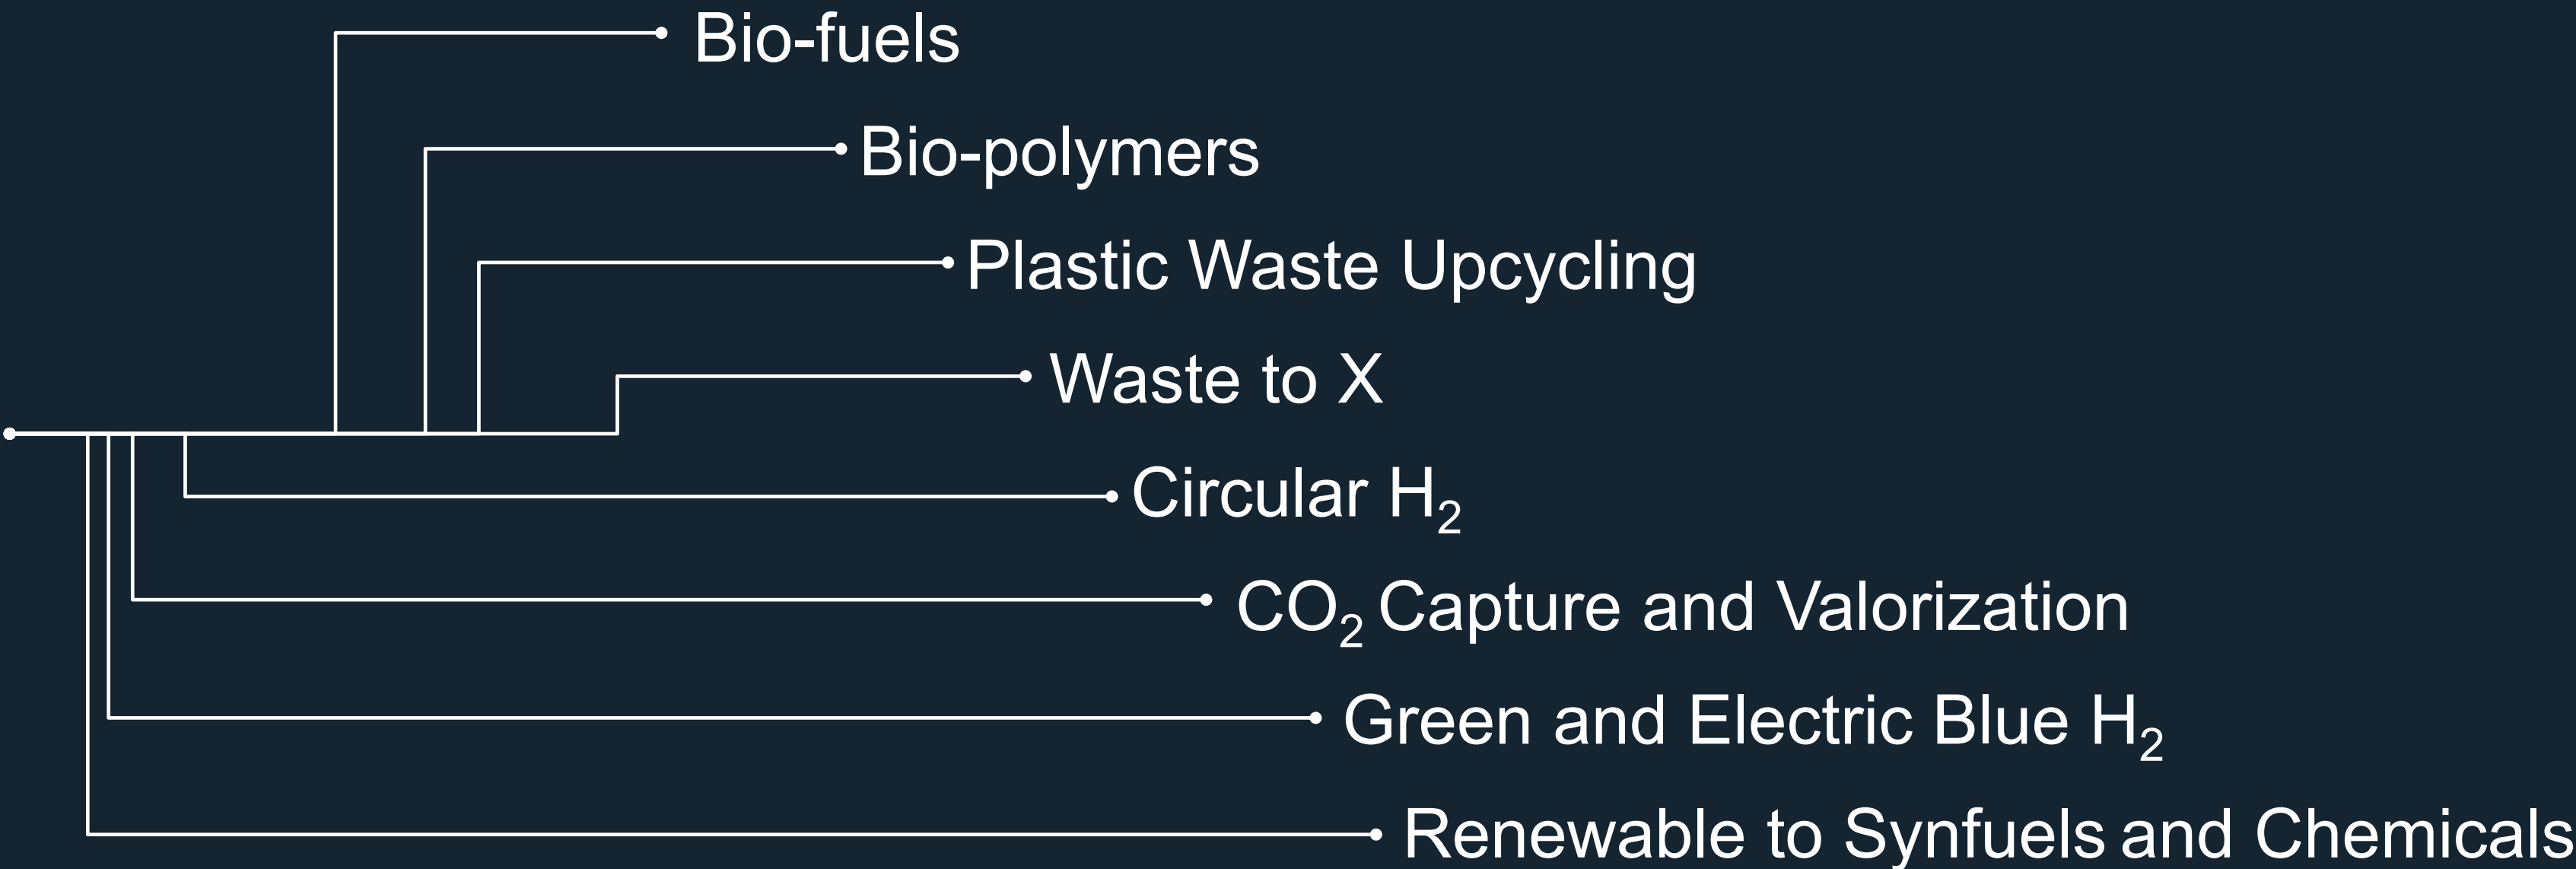 Bio-fuels
Bio-polymers
Plastic Waste Upcycling
Waste to X
Circular H₂
CO₂ Capture and Valorization
Green and Electric Blue H₂
Renewable to Synfuels and Chemicals